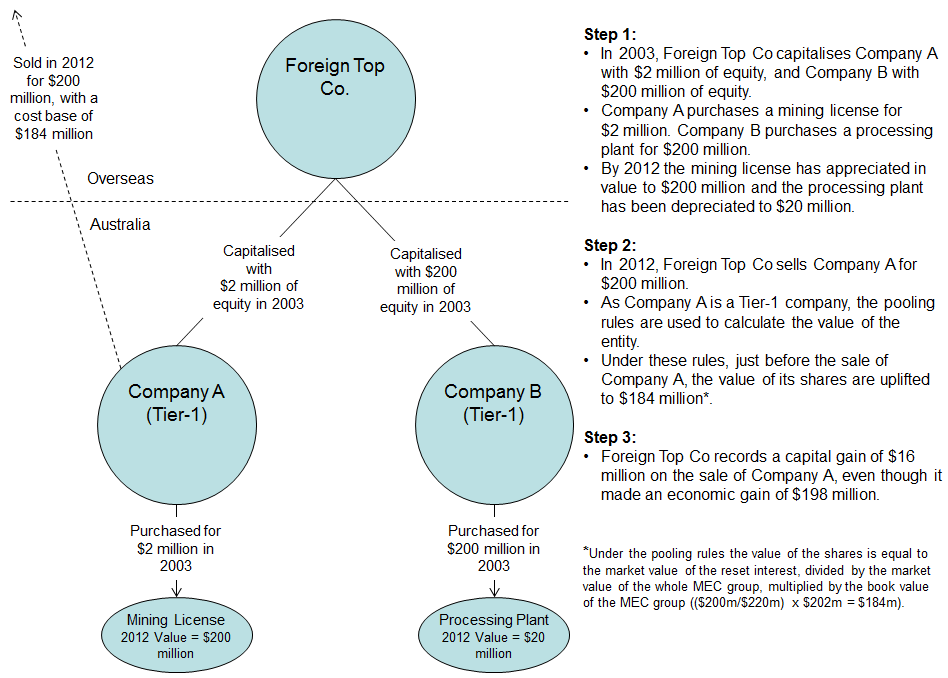 Sold in 2012
for $200
million, with a
cost base of
$184 million
Foreign Top
Co.
Overseas
Australia
Capitalised
with
$2 million of
equity in 2003
Capitalised
with $200
million of
equity in 2003
Company A
(Tier-1)
Company B
(Tier-1)
Purchased for
$2 million in
2003
Purchased for
$200 million in
2003
Mining License
2012 Value = $200
million
Processing Plant
2012 Value = $20
million
Step 1:
• In 2003, Foreign Top Co capitalises Company A
with $2 million of equity, and Company B with
$200 million of equity.
• Company A purchases a mining license for
$2 million. Company B purchases a processing
plant for $200 million.
• By 2012 the mining license has appreciated in
value to $200 million and the processing plant
has been depreciated to $20 million.
Step 2:
• In 2012, Foreign Top Co sells Company A for
$200 million.
• As Company A is a Tier-1 company, the pooling
rules are used to calculate the value of the
entity.
• Under these rules, just before the sale of
Company A, the value of its shares are uplifted
to $184 million*.
Step 3:
• Foreign Top Co records a capital gain of $16
million on the sale of Company A, even though it
made an economic gain of $198 million.
*Under the pooling rules the value of the shares is equal to
the market value of the reset interest, divided by the market
value of the whole MEC group, multiplied by the book value
of the MEC group (($200m/$220m) x $202m = $184m).